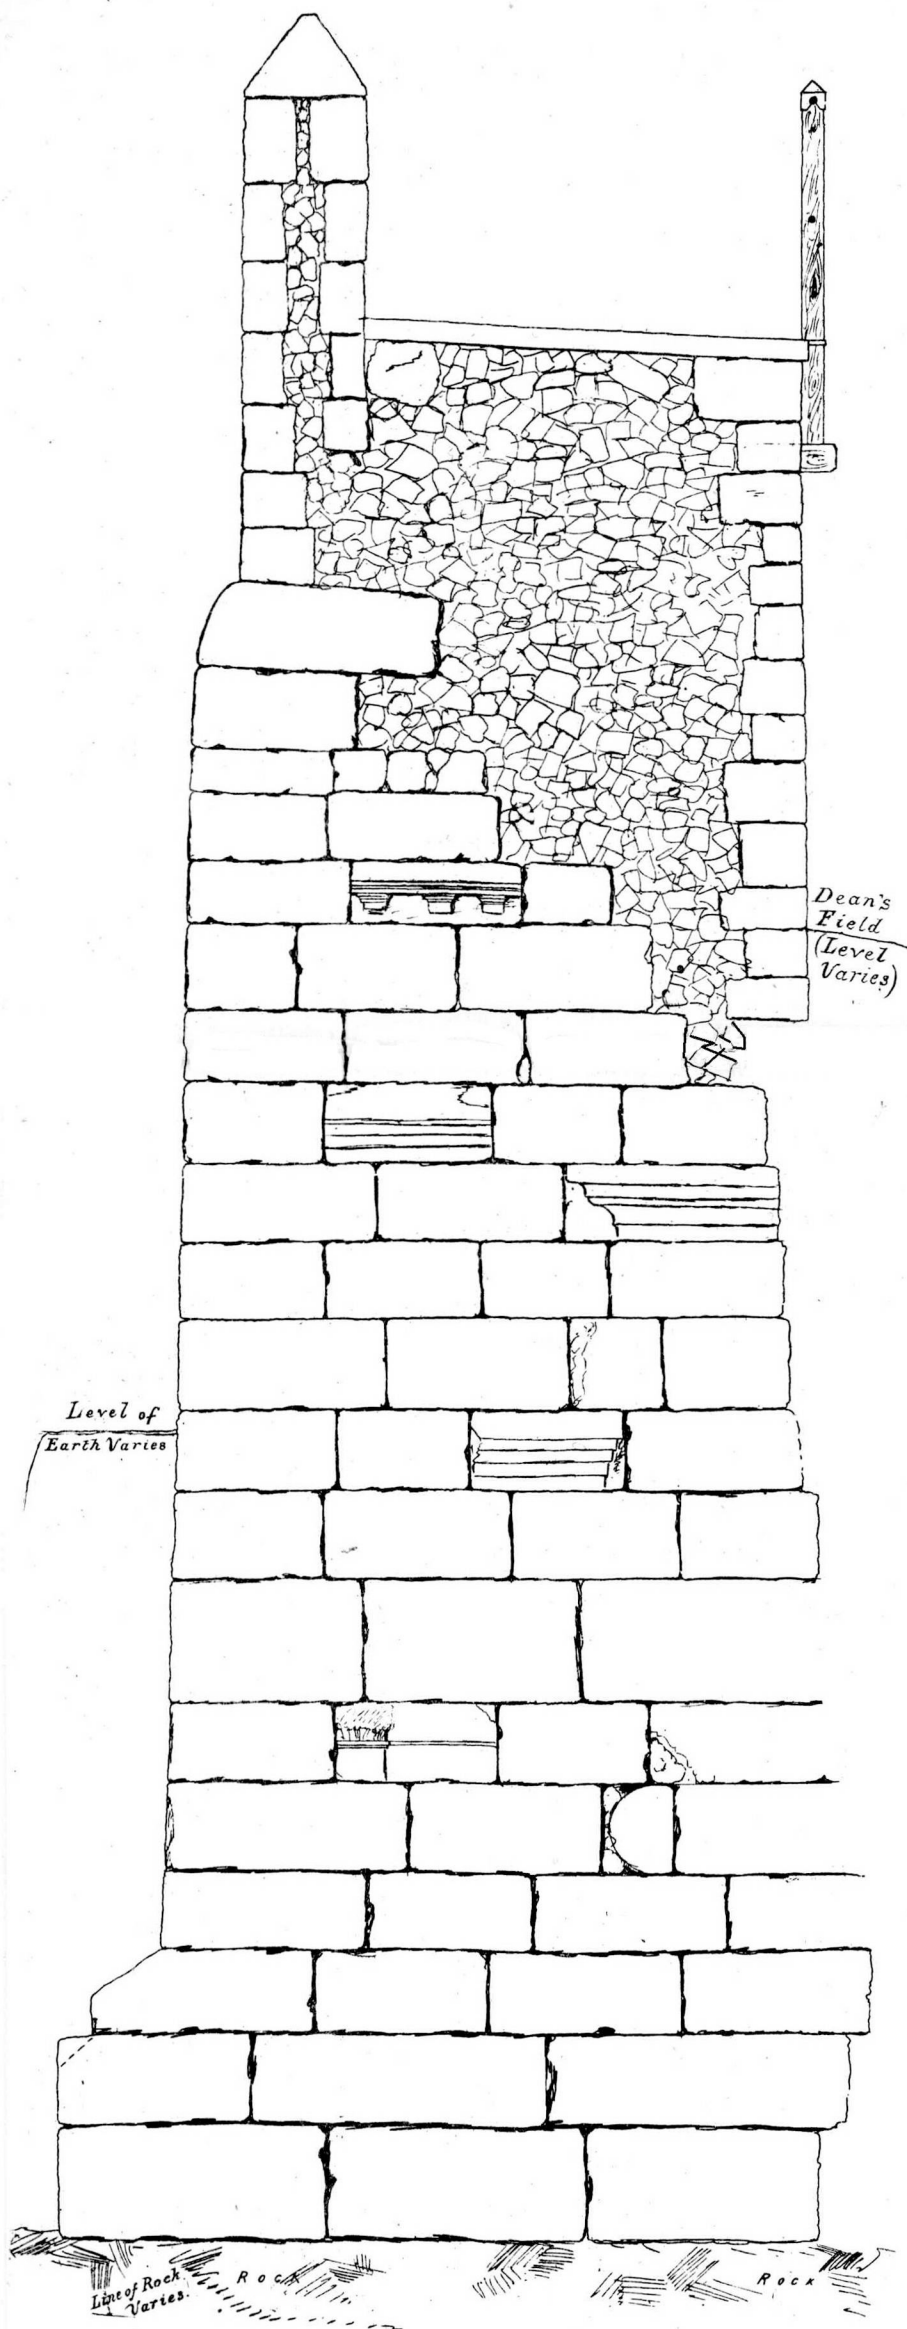 Dean's
Field
(Level
Varies)
Level of
Earth Varies
Line of Rock
Varies.
ROCK
ROCK